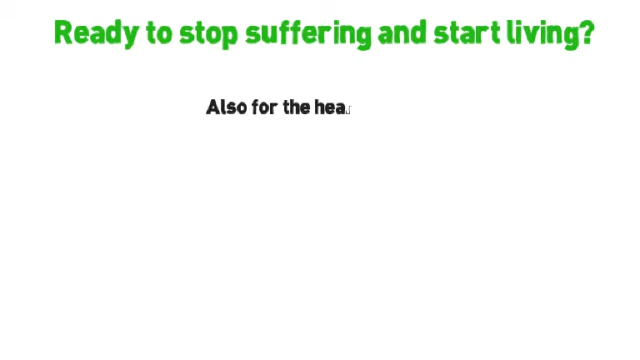 Ready to stop suffering and start living?
Also for the hea